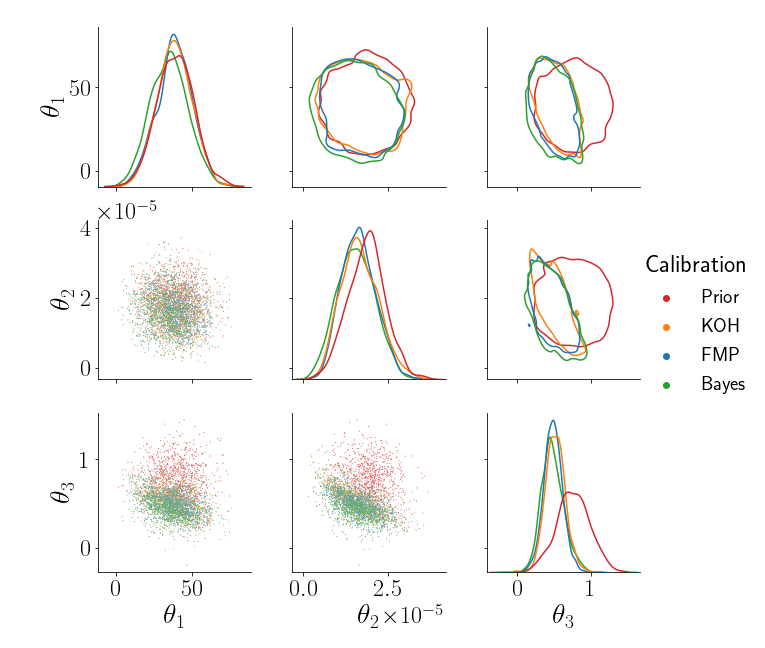 θ₁
50
0
×10⁻⁵
θ₂
4
2
0
Calibration
Prior
KOH
FMP
Bayes
θ₃
1
0
0 50
0.0 2.5
0 1
θ₁
θ₂ ×10⁻⁵
θ₃